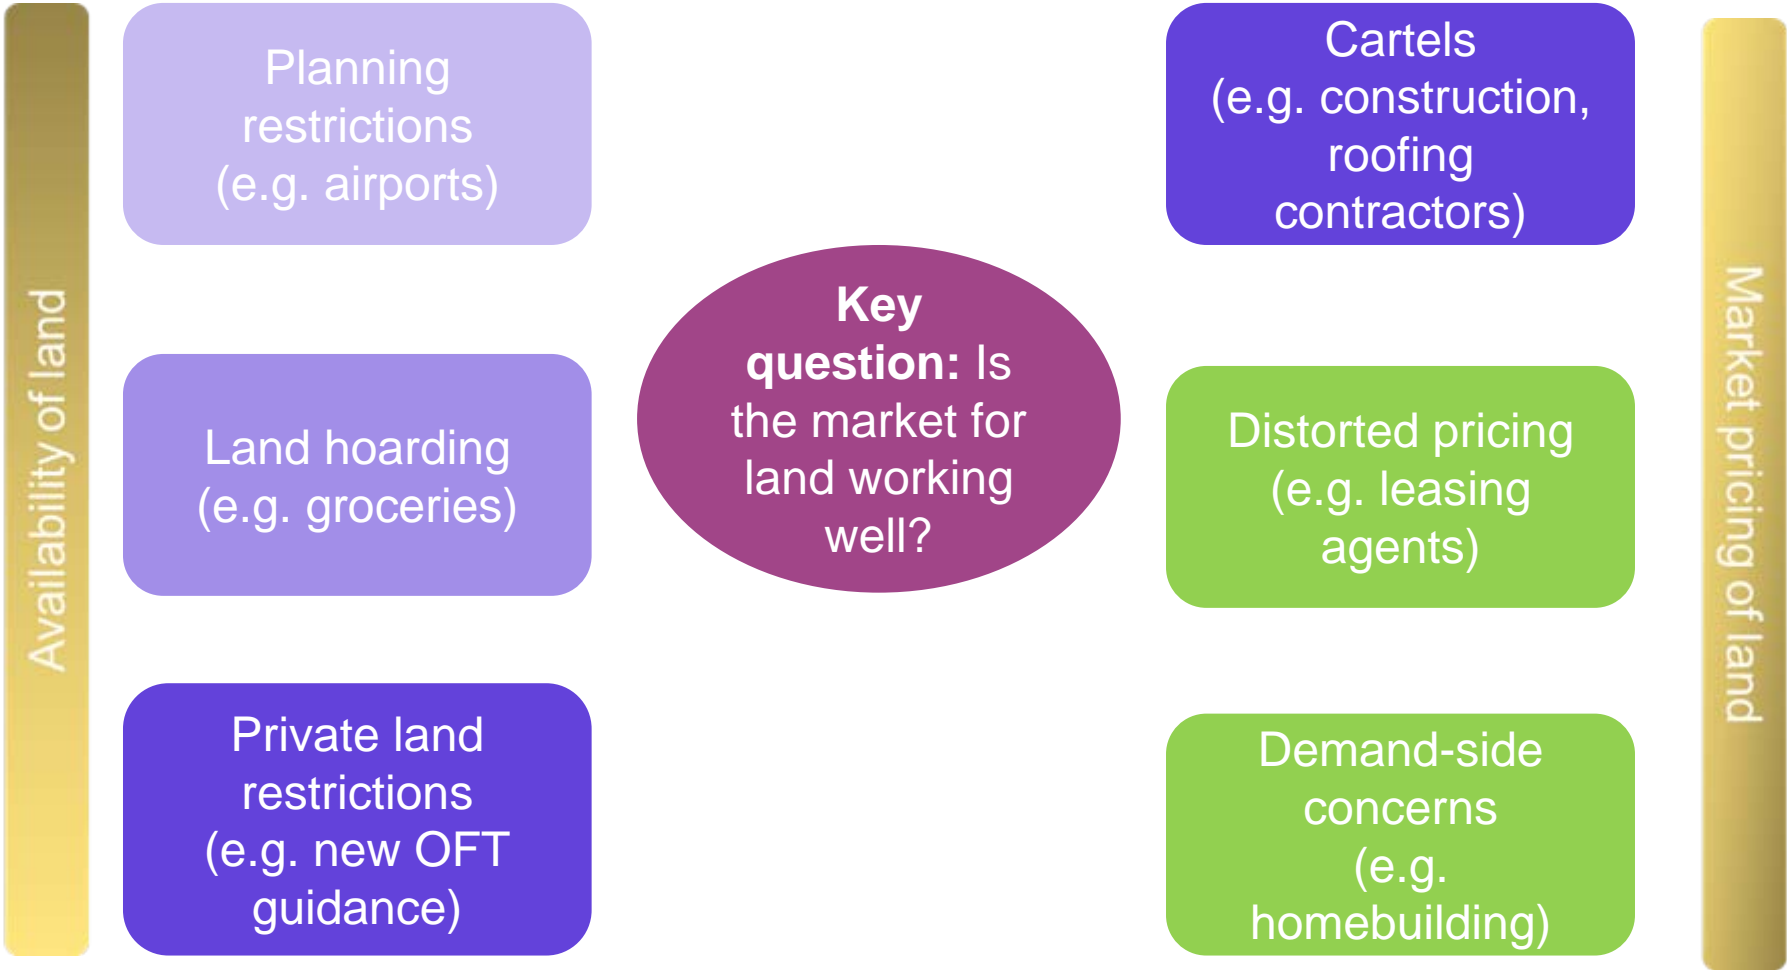 Availability of land
Planning
restrictions
(e.g. airports)
Land hoarding
(e.g. groceries)
Private land
restrictions
(e.g. new OFT
guidance)
Key
question: Is
the market for
land working
well?
Cartels
(e.g. construction,
roofing
contractors)
Distorted pricing
(e.g. leasing
agents)
Demand-side
concerns
(e.g.
homebuilding)
Market pricing of land